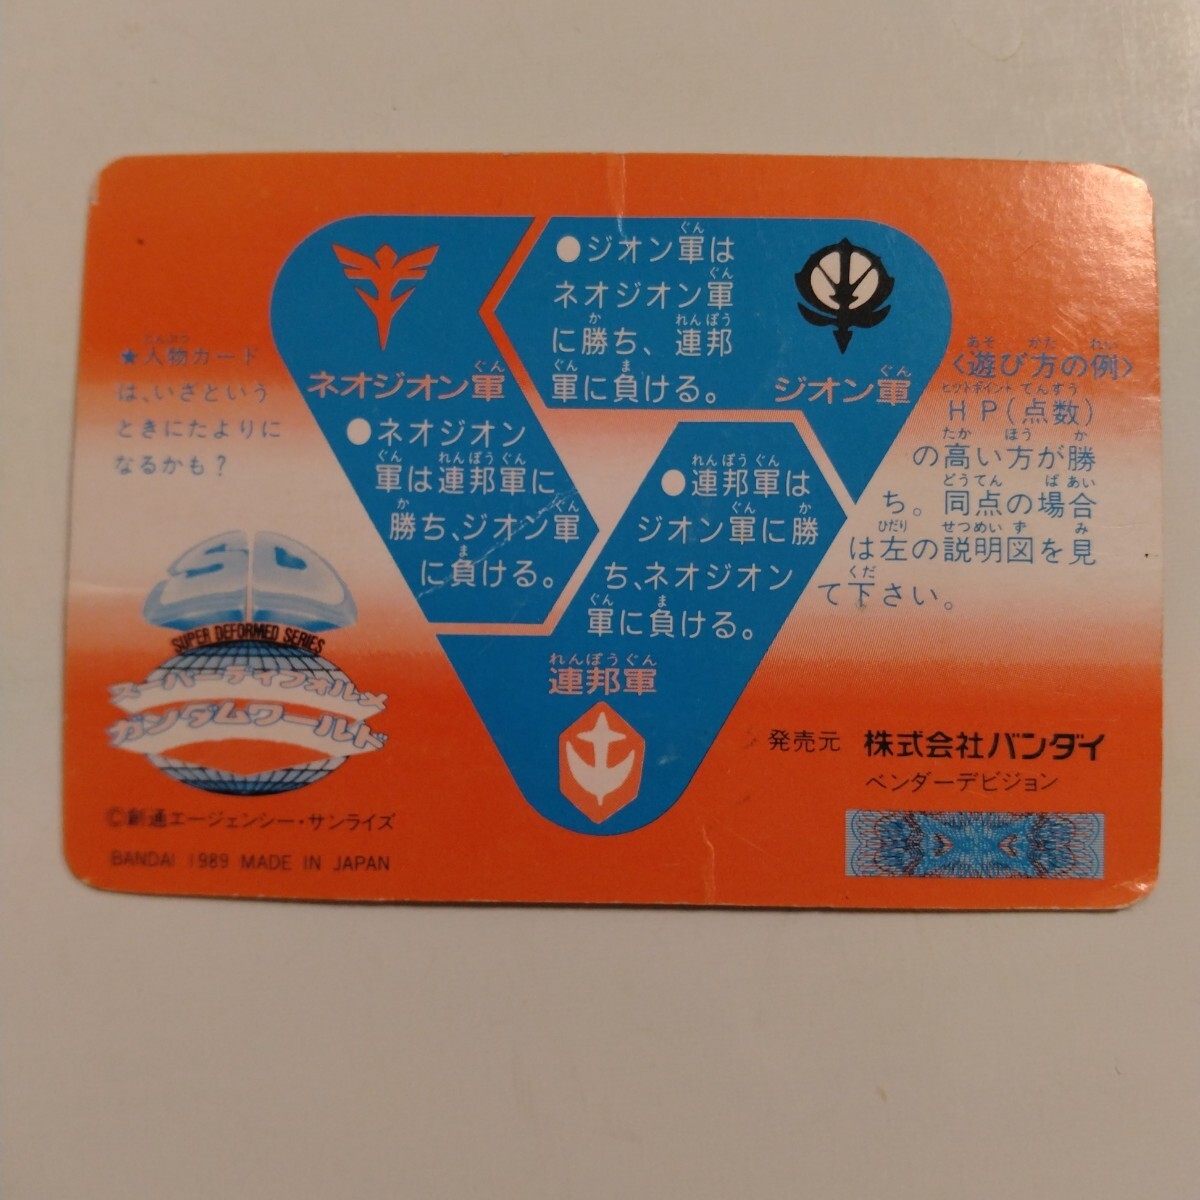 ●ジオン軍は
ネオジオン軍
に勝ち、連邦
軍に負ける。
ネオジオン軍
ジオン軍
●ネオジオン
軍は連邦軍に
勝ち、ジオン軍
に負ける。
●連邦軍は
ジオン軍に勝
ち、ネオジオン
軍に負ける。
連邦軍
★人物カード
は、いざという
ときにたよりに
なるかも?
〈遊び方の例〉
HP(点数)
の高い方が勝
ち。同点の場合
は左の説明図を見
て下さい。
SUPER DEFORMED SERIES
スーパーディフォルメ
ガンダムワールド
©創通エージェンシー・サンライズ
BANDAI 1989 MADE IN JAPAN
発売元 株式会社バンダイ
ベンダーデビジョン